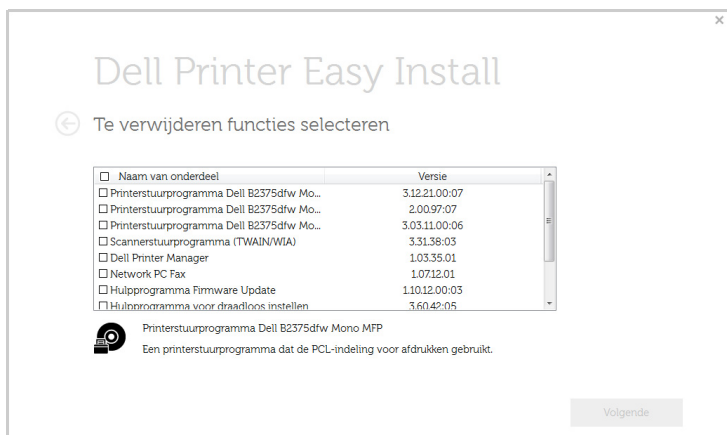 Dell Printer Easy Install
Te verwijderen functies selecteren
Naam van onderdeel Versie
Printerstuurprogramma Dell B2375dfw Mo... 3.12.21.00:07
Printerstuurprogramma Dell B2375dfw Mo... 2.00.97:07
Printerstuurprogramma Dell B2375dfw Mo... 3.03.11.00:06
Scannerstuurprogramma (TWAIN/WIA) 3.31.38:03
Dell Printer Manager 1.03.35.01
Network PC Fax 1.07.12.01
Hulpprogramma Firmware Update 1.10.12.00:03
Hulpprogramma voor draadloos instellen 3.60.42:05
Printerstuurprogramma Dell B2375dfw Mono MFP
Een printerstuurprogramma dat de PCL-indeling voor afdrukken gebruikt.
Volgende